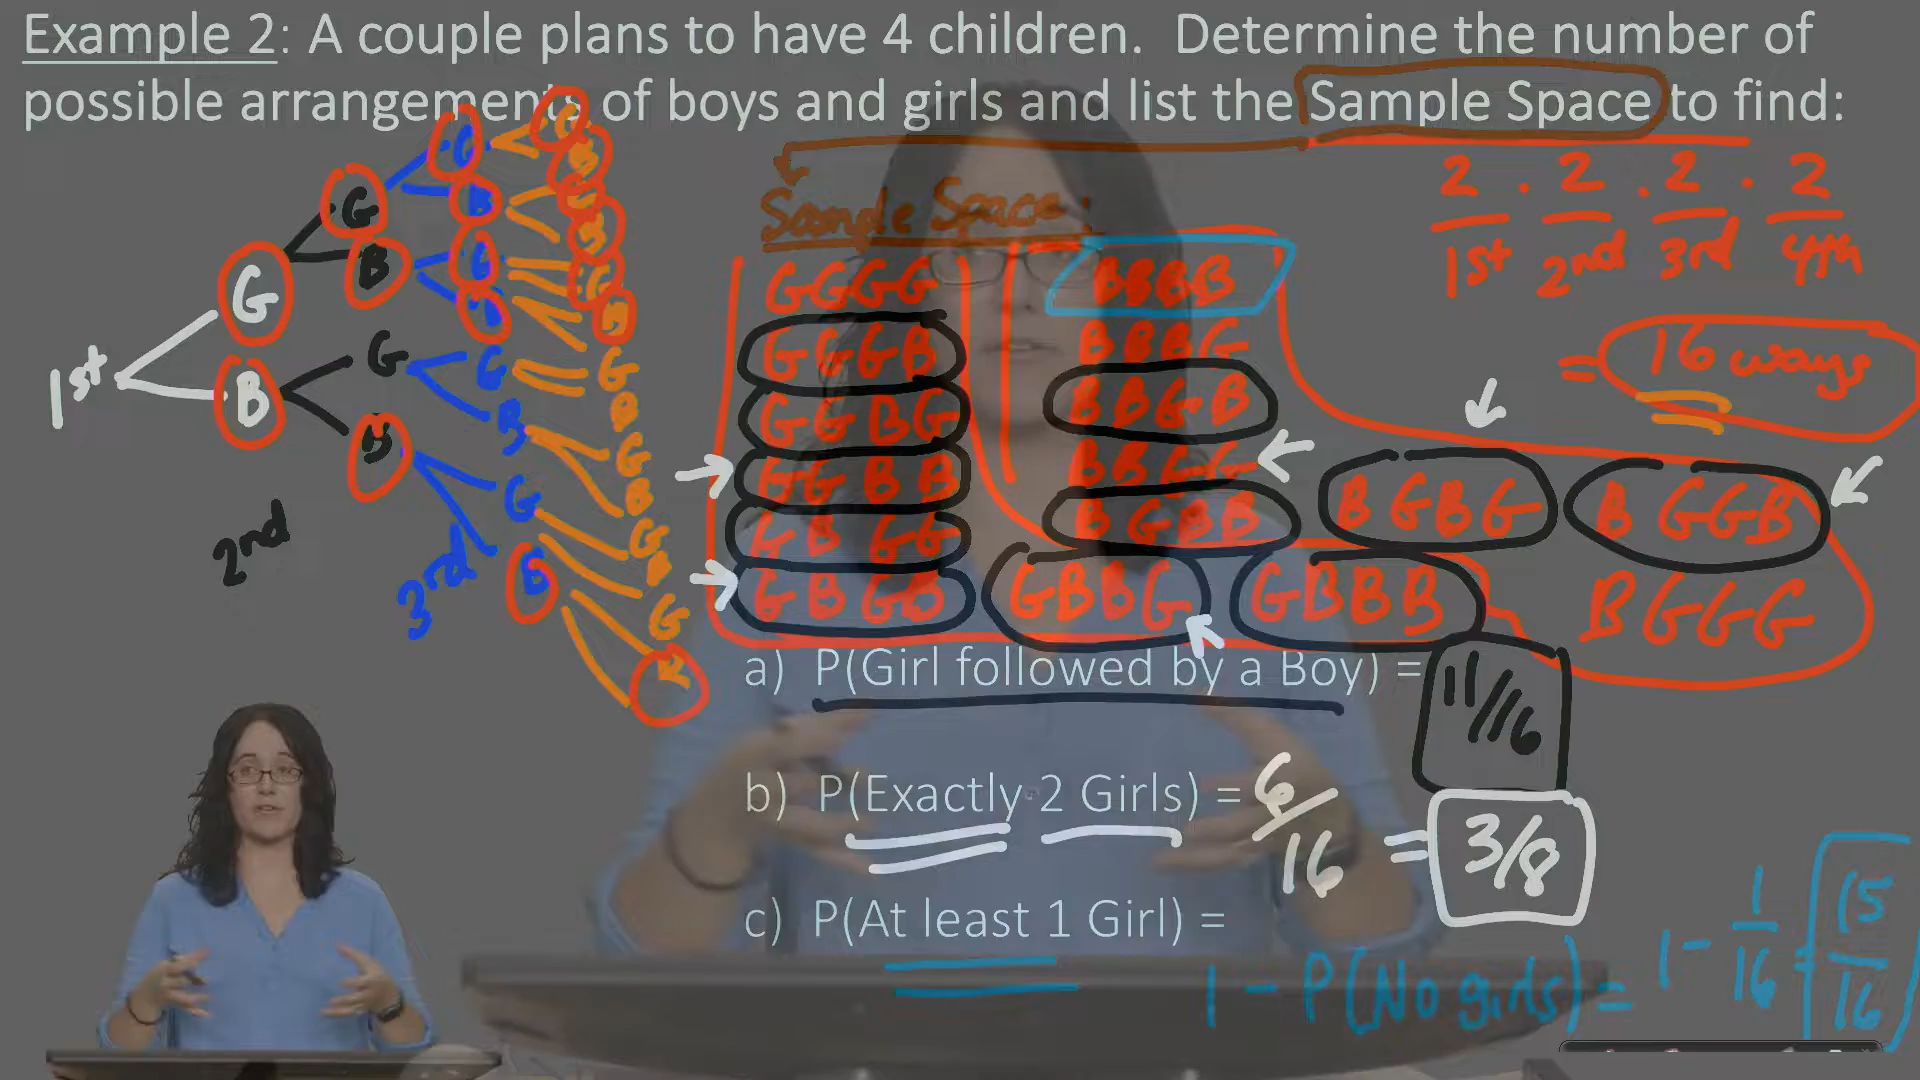 Example 2: A couple plans to have 4 children. Determine the number of
possible arrangements of boys and girls and list the Sample Space to find:
Sample Space:
2 · 2 · 2 · 2
1st 2nd 3rd 4th
= 16 ways
1st
G
B
G
B
G
B
2nd
G
B
G
B
G
B
G
B
3rd
GGGG
GGGB
GGBG
GGBB
GBGG
GBGB
GBBG
GBBB
BBBB
BBBG
BBGB
BBGG
BGBB
BGBG
BGGB
BGGG
a) P(Girl followed by a Boy) = 11/16
b) P(Exactly 2 Girls) = 6/16 = 3/8
c) P(At least 1 Girl) =
1 - P(No girls) = 1 - 1/16 = 15/16